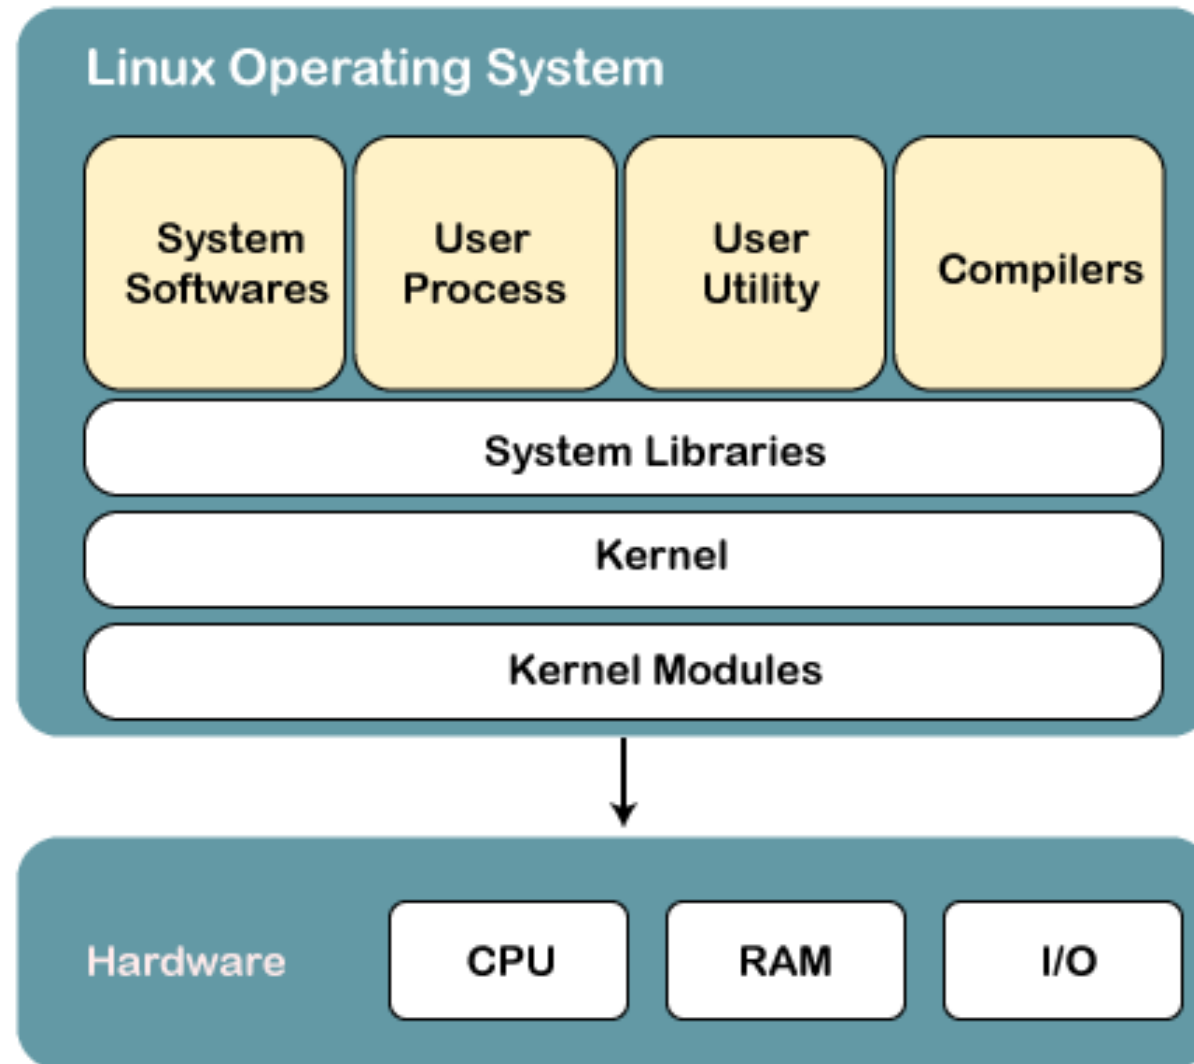 Linux Operating System
System
Softwares
User
Process
User
Utility
Compilers
System Libraries
Kernel
Kernel Modules
Hardware
CPU
RAM
I/O